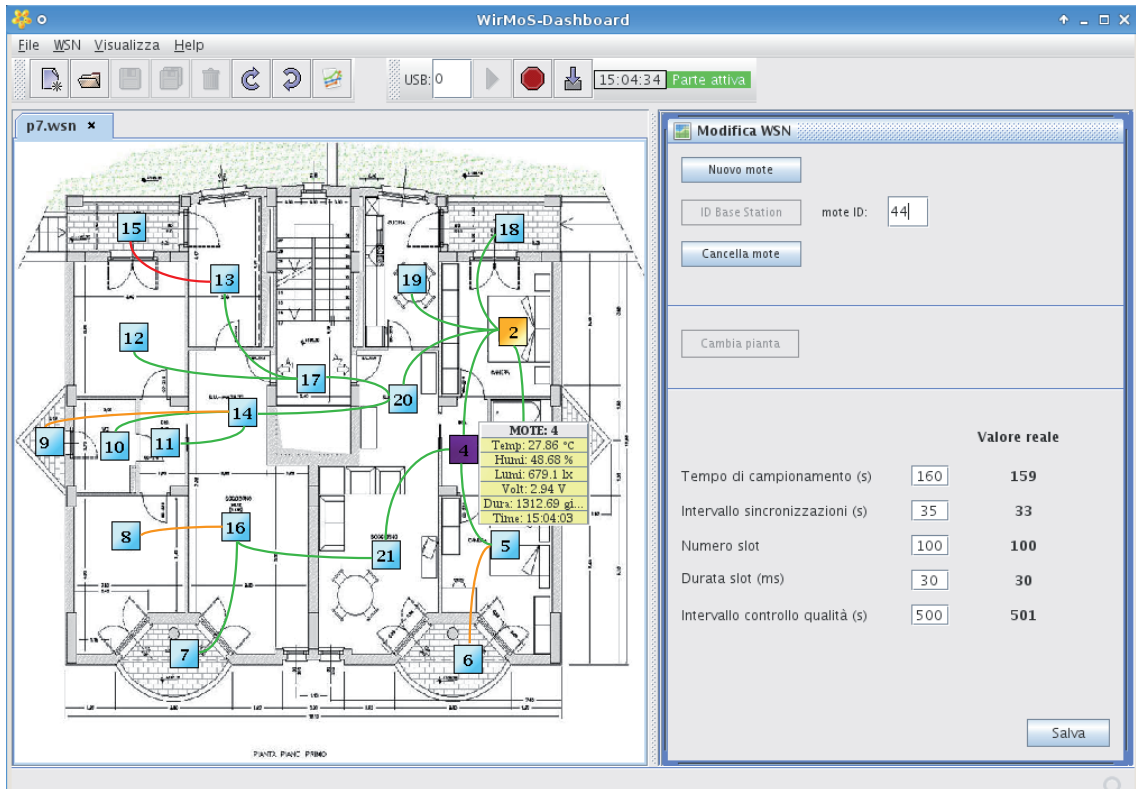 WirMoS-Dashboard
File WSN Visualizza Help
USB: 0 15:04:34 Parte attiva
p7.wsn ×
15
18
13
19
12
2
17
20
14
9
10
11
4
MOTE: 4
Temp: 27.86 °C
Humi: 48.68 %
Lumi: 679.1 lx
Volt: 2.94 V
Dura: 1312.69 gi...
Time: 15:04:03
16
8
5
21
7
6
CUCINA
SOGGIORNO
PIANTA PIANO PRIMO
Modifica WSN
Nuovo mote
ID Base Station mote ID: 44
Cancella mote
Cambia pianta
Valore reale
Tempo di campionamento (s) 160 159
Intervallo sincronizzazioni (s) 35 33
Numero slot 100 100
Durata slot (ms) 30 30
Intervallo controllo qualità (s) 500 501
Salva